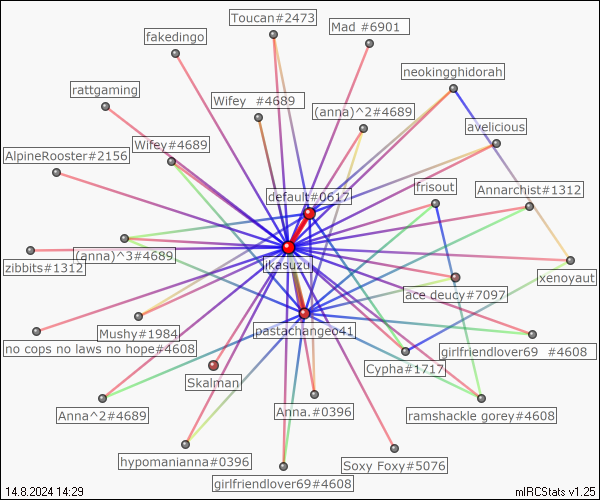 Toucan#2473
Mad #6901
fakedingo
neokingghidorah
rattgaming
Wifey #4689
(anna)^2#4689
avelicious
Wifey#4689
AlpineRooster#2156
default#0617
frisout
Annarchist#1312
(anna)^3#4689
zibbits#1312
jkasuzu
xenoyaut
ace deucy#7097
Mushy#1984
pastachangeo41
no cops no laws no hope#4608
girlfriendlover69 #4608
Cypha#1717
Skalman
Anna^2#4689
Anna.#0396
ramshackle gorey#4608
hypomanianna#0396
Soxy Foxy#5076
girlfriendlover69#4608
14.8.2024 14:29
mIRCStats v1.25